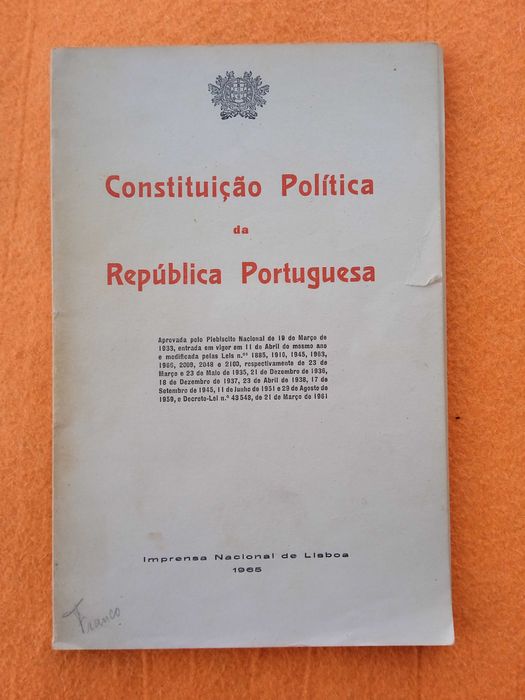 Constituição Política
da
República Portuguesa
Aprovada pelo Plebiscito Nacional de 19 de Março de
1933, entrada em vigor em 11 de Abril do mesmo ano
e modificada pelas Leis n.os 1885, 1910, 1945, 1963,
1966, 2009, 2048 e 2100, respectivamente de 23 de
Março e 23 de Maio de 1935, 21 de Dezembro de 1936,
18 de Dezembro de 1937, 23 de Abril de 1938, 17 de
Setembro de 1945, 11 de Junho de 1951 e 29 de Agosto de
1959, e Decreto-Lei n.º 43 548, de 21 de Março de 1961
Imprensa Nacional de Lisboa
1965
Franco